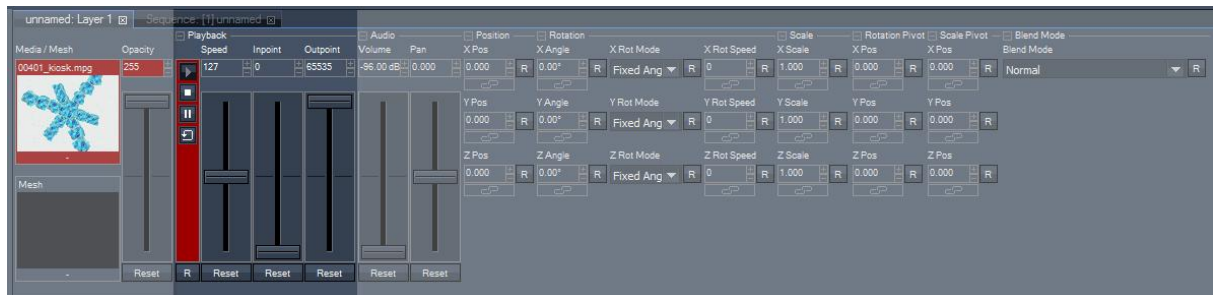 unnamed: Layer 1 Sequence: [1] unnamed
Playback Audio Position Rotation Scale Rotation Pivot Scale Pivot Blend Mode
Media / Mesh Opacity Speed Inpoint Outpoint Volume Pan X Pos X Angle X Rot Mode X Rot Speed X Scale X Pos X Pos Blend Mode
00401_kiosk.mpg 255 127 0 65535 -96.00 dB 0.000 0.000 R 0.00° R Fixed Ang R 0 R 1.000 R 0.000 R 0.000 R Normal R
Y Pos Y Angle Y Rot Mode Y Rot Speed Y Scale Y Pos Y Pos
0.000 R 0.00° R Fixed Ang R 0 R 1.000 R 0.000 R 0.000 R
Z Pos Z Angle Z Rot Mode Z Rot Speed Z Scale Z Pos Z Pos
-
0.000 R 0.00° R Fixed Ang R 0 R 1.000 R 0.000 R 0.000 R
Mesh
- Reset R Reset Reset Reset Reset Reset